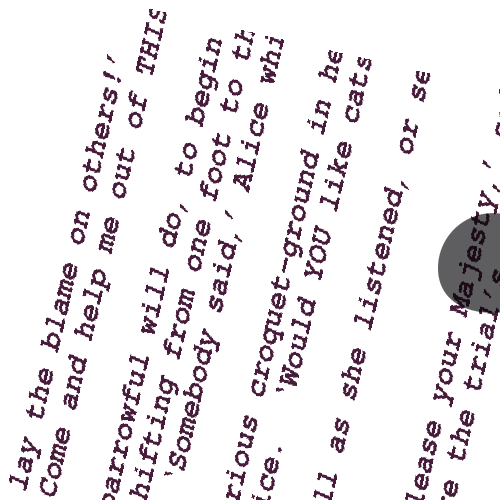 lay the blame on others!'
Come and help me out of THIS
barrowful will do, to begin
shifting from one foot to th
'Somebody said,' Alice whi
rious croquet-ground in he
ice. 'Would YOU like cats
ll as she listened, or se
lease your Majesty,'
e the trial's